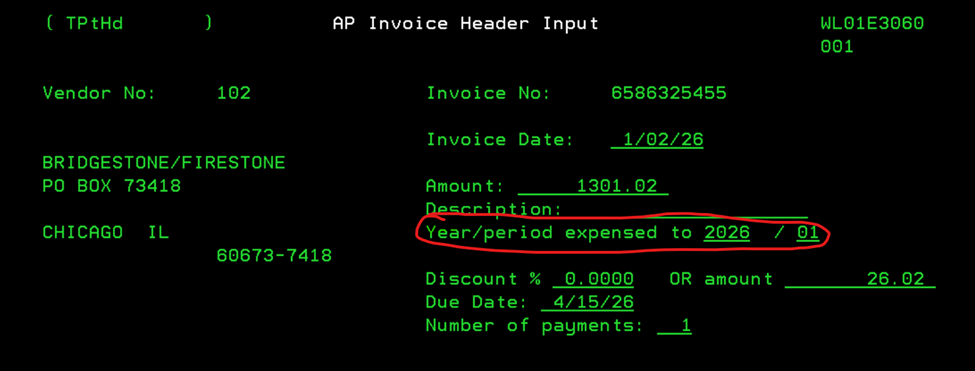 ( TPtHd ) AP Invoice Header Input WL01E3060
001
Vendor No: 102 Invoice No: 6586325455
Invoice Date: 1/02/26
BRIDGESTONE/FIRESTONE
PO BOX 73418 Amount: 1301.02
Description:
CHICAGO IL Year/period expensed to 2026 / 01
60673-7418
Discount % 0.0000 OR amount 26.02
Due Date: 4/15/26
Number of payments: 1